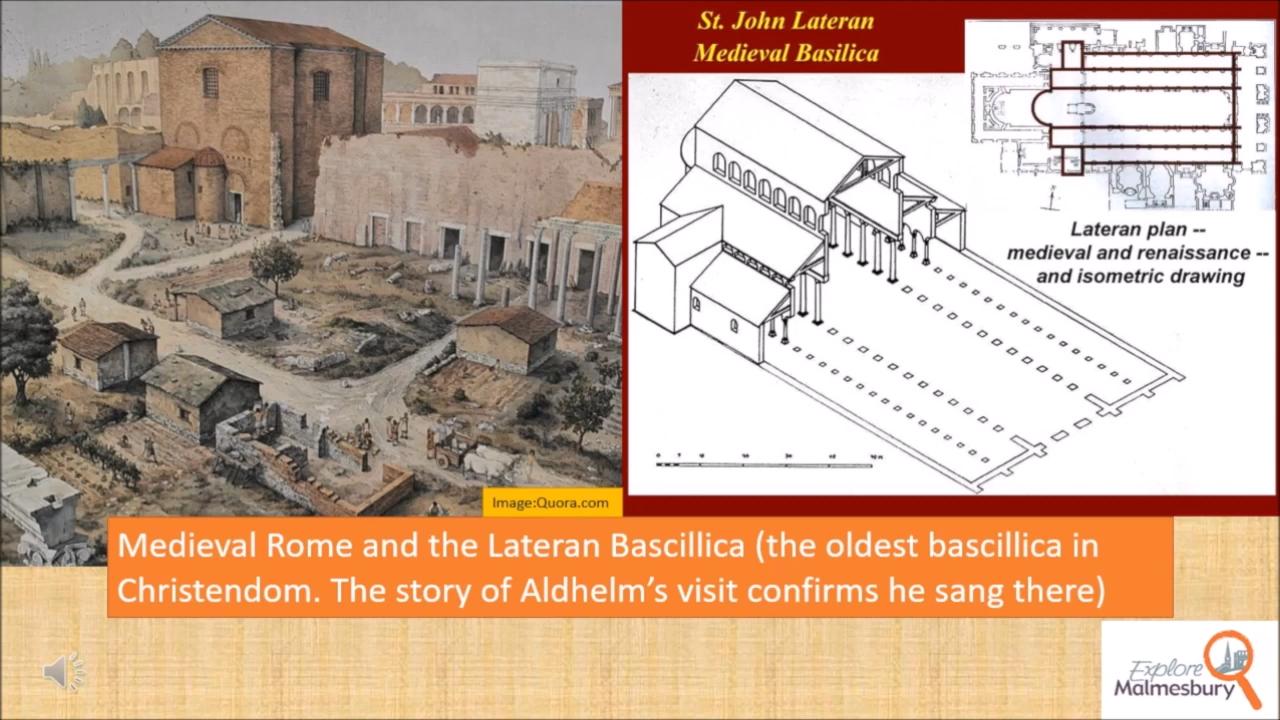 St. John Lateran
Medieval Basilica
Lateran plan --
medieval and renaissance --
and isometric drawing
Image:Quora.com
Medieval Rome and the Lateran Bascillica (the oldest bascillica in
Christendom. The story of Aldhelm’s visit confirms he sang there)
Explore
Malmesbury